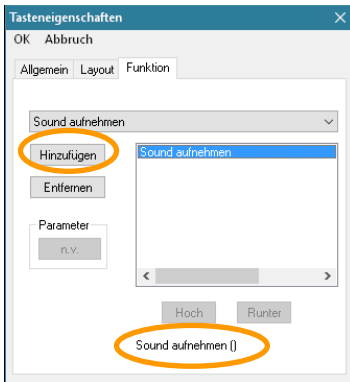 Tasteneigenschaften
OK Abbruch
Allgemein Layout Funktion
Sound aufnehmen
Hinzufügen
Sound aufnehmen
Entfernen
Parameter
n.v.
Hoch Runter
Sound aufnehmen ()